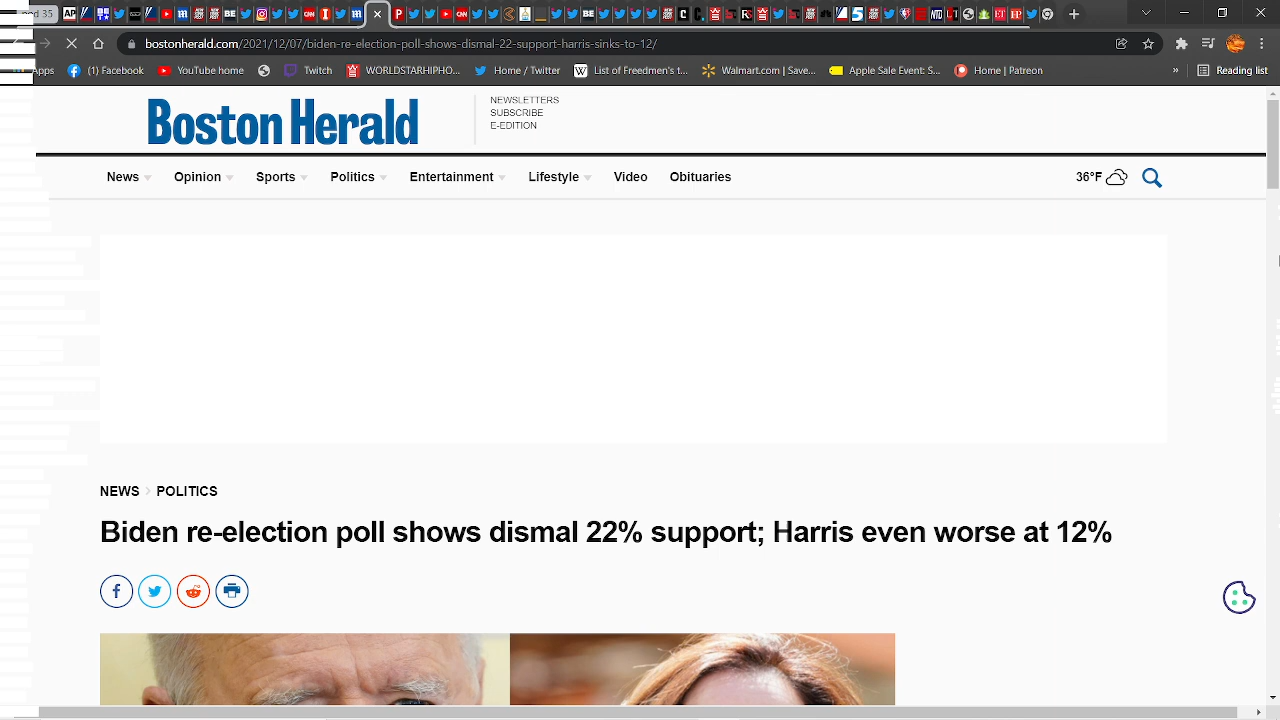 bostonherald.com/2021/12/07/biden-re-election-poll-shows-dismal-22-support-harris-sinks-to-12/
(1) Facebook
YouTube home
Twitch
WORLDSTARHIPHO...
Home / Twitter
List of Freedom's t...
Walmart.com | Save...
Apple Special Event S...
Home | Patreon
»
Reading list
Boston Herald
NEWSLETTERS
SUBSCRIBE
E-EDITION
News
Opinion
Sports
Politics
Entertainment
Lifestyle
Video
Obituaries
36°F
NEWS > POLITICS
Biden re-election poll shows dismal 22% support; Harris even worse at 12%